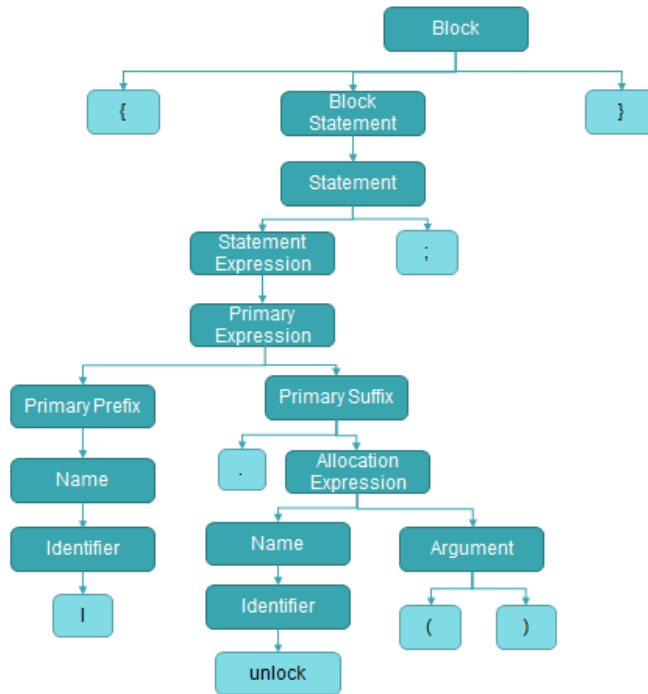 Block
{
Block
Statement
}
Statement
Statement
Expression
;
Primary
Expression
Primary Prefix
Primary Suffix
Name
.
Allocation
Expression
Identifier
Name
Argument
l
Identifier
(
)
unlock